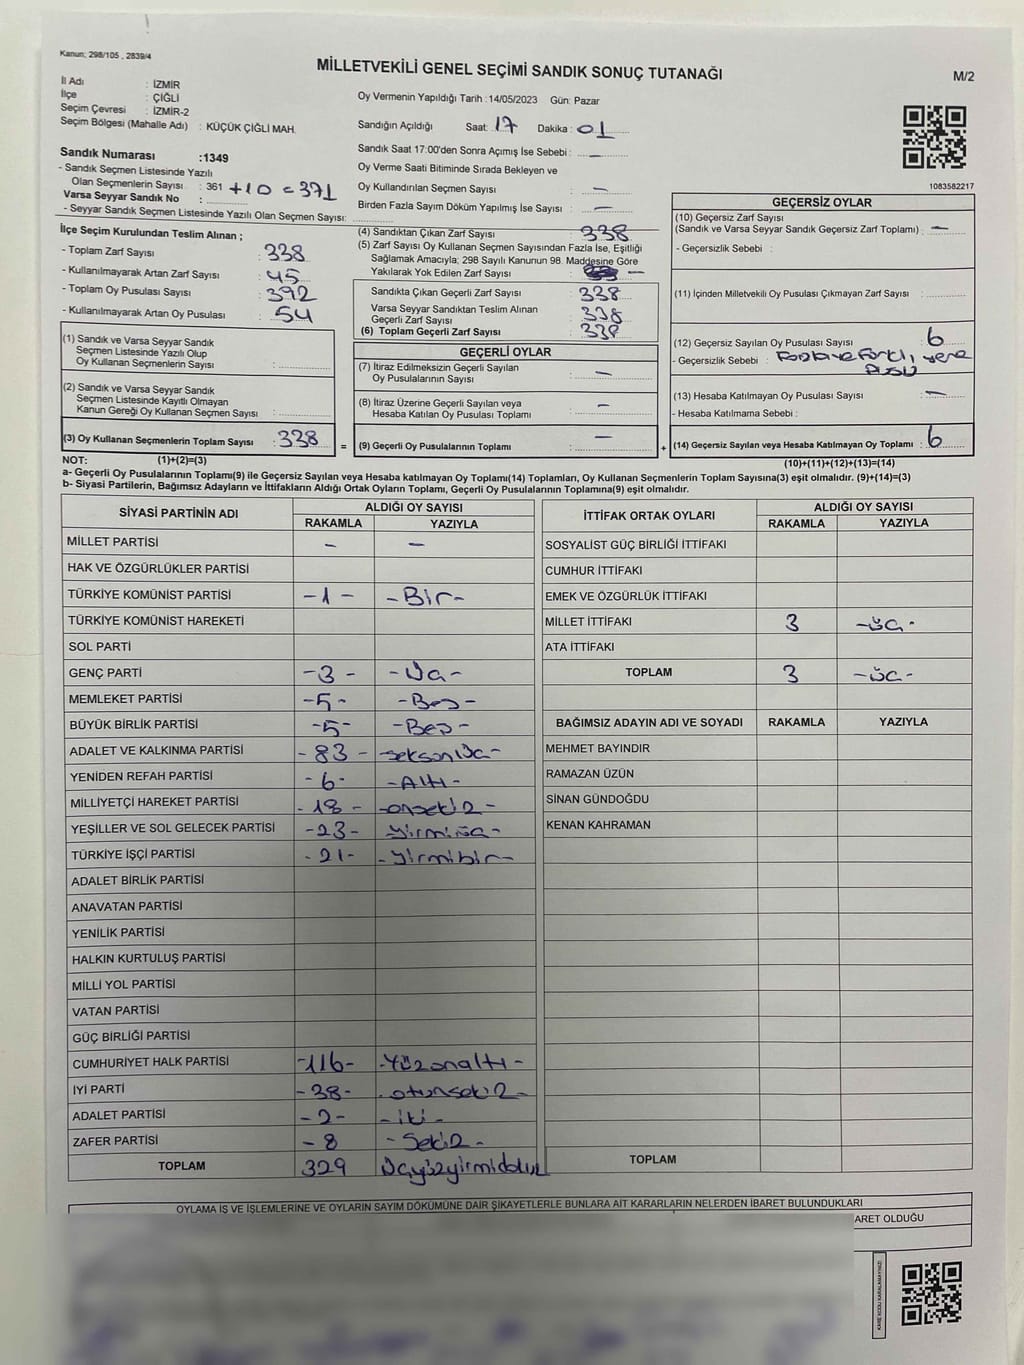 Kanun; 298/105 , 2839/4
MİLLETVEKİLİ GENEL SEÇİMİ SANDIK SONUÇ TUTANAĞI
M/2
İl Adı : İZMİR
İlçe : ÇİĞLİ
Seçim Çevresi : İZMİR-2
Seçim Bölgesi (Mahalle Adı) : KÜÇÜK ÇİĞLİ MAH.
Oy Vermenin Yapıldığı Tarih :14/05/2023 Gün: Pazar
Sandığın Açıldığı Saat: 17 Dakika : 01
Sandık Saat 17:00'den Sonra Açımış İse Sebebi : —
Oy Verme Saati Bitiminde Sırada Bekleyen ve
Oy Kullandırılan Seçmen Sayısı : —
Birden Fazla Sayım Döküm Yapılmış İse Sayısı : —
Sandık Numarası :1349
- Sandık Seçmen Listesinde Yazılı
Olan Seçmenlerin Sayısı : 361 +10 = 371
Varsa Seyyar Sandık No :
- Seyyar Sandık Seçmen Listesinde Yazılı Olan Seçmen Sayısı:
İlçe Seçim Kurulundan Teslim Alınan ;
- Toplam Zarf Sayısı : 338
- Kullanılmayarak Artan Zarf Sayısı : 45
- Toplam Oy Pusulası Sayısı : 392
- Kullanılmayarak Artan Oy Pusulası : 54
(1) Sandık ve Varsa Seyyar Sandık
Seçmen Listesinde Yazılı Olup
Oy Kullanan Seçmenlerin Sayısı :
(2) Sandık ve Varsa Seyyar Sandık
Seçmen Listesinde Kayıtlı Olmayan
Kanun Gereği Oy Kullanan Seçmen Sayısı :
(3) Oy Kullanan Seçmenlerin Toplam Sayısı : 338 =
(4) Sandıktan Çıkan Zarf Sayısı : 338
(5) Zarf Sayısı Oy Kullanan Seçmen Sayısından Fazla İse, Eşitliği
Sağlamak Amacıyla; 298 Sayılı Kanunun 98. Maddesine Göre
Yakılarak Yok Edilen Zarf Sayısı : —
Sandıkta Çıkan Geçerli Zarf Sayısı : 338
Varsa Seyyar Sandıktan Teslim Alınan
Geçerli Zarf Sayısı : 338
(6) Toplam Geçerli Zarf Sayısı : 338
GEÇERLİ OYLAR
(7) İtiraz Edilmeksizin Geçerli Sayılan
Oy Pusulalarının Sayısı : —
(8) İtiraz Üzerine Geçerli Sayılan veya
Hesaba Katılan Oy Pusulası Toplamı : —
(9) Geçerli Oy Pusulalarının Toplamı : — +
1083582217
GEÇERSİZ OYLAR
(10) Geçersiz Zarf Sayısı
(Sandık ve Varsa Seyyar Sandık Geçersiz Zarf Toplamı) : —
- Geçersizlik Sebebi :
(11) İçinden Milletvekili Oy Pusulası Çıkmayan Zarf Sayısı :
(12) Geçersiz Sayılan Oy Pusulası Sayısı : 6
- Geçersizlik Sebebi :
(13) Hesaba Katılmayan Oy Pusulası Sayısı : —
- Hesaba Katılmama Sebebi :
(14) Geçersiz Sayılan veya Hesaba Katılmayan Oy Toplamı : 6
NOT: (1)+(2)=(3)
(10)+(11)+(12)+(13)=(14)
a- Geçerli Oy Pusulalarının Toplamı(9) ile Geçersiz Sayılan veya Hesaba katılmayan Oy Toplamı(14) Toplamları, Oy Kullanan Seçmenlerin Toplam Sayısına(3) eşit olmalıdır. (9)+(14)=(3)
b- Siyasi Partilerin, Bağımsız Adayların ve İttifakların Aldığı Ortak Oyların Toplamı, Geçerli Oy Pusulalarının Toplamına(9) eşit olmalıdır.
SİYASİ PARTİNİN ADI ALDIĞI OY SAYISI
RAKAMLA YAZIYLA
MİLLET PARTİSİ — —
HAK VE ÖZGÜRLÜKLER PARTİSİ
TÜRKİYE KOMÜNİST PARTİSİ -1- -Bir-
TÜRKİYE KOMÜNİST HAREKETİ
SOL PARTİ
GENÇ PARTİ -3- -Üç-
MEMLEKET PARTİSİ -5- -Beş-
BÜYÜK BİRLİK PARTİSİ -5- -Beş-
ADALET VE KALKINMA PARTİSİ -83- -seksenüç-
YENİDEN REFAH PARTİSİ -6- -Altı-
MİLLİYETÇİ HAREKET PARTİSİ -18- -onsekiz-
YEŞİLLER VE SOL GELECEK PARTİSİ -23- yirmiüç-
TÜRKİYE İŞÇİ PARTİSİ -21- -yirmibir-
ADALET BİRLİK PARTİSİ
ANAVATAN PARTİSİ
YENİLİK PARTİSİ
HALKIN KURTULUŞ PARTİSİ
MİLLİ YOL PARTİSİ
VATAN PARTİSİ
GÜÇ BİRLİĞİ PARTİSİ
CUMHURİYET HALK PARTİSİ -116- -Yüzonaltı-
İYİ PARTİ -38- -otuzsekiz-
ADALET PARTİSİ -2- -iki-
ZAFER PARTİSİ -8 -Sekiz-
TOPLAM 329 Üçyüzyirmidokuz
İTTİFAK ORTAK OYLARI ALDIĞI OY SAYISI
RAKAMLA YAZIYLA
SOSYALİST GÜÇ BİRLİĞİ İTTİFAKI
CUMHUR İTTİFAKI
EMEK VE ÖZGÜRLÜK İTTİFAKI
MİLLET İTTİFAKI 3 -üç-
ATA İTTİFAKI
TOPLAM 3 -üç-
BAĞIMSIZ ADAYIN ADI VE SOYADI RAKAMLA YAZIYLA
MEHMET BAYINDIR
RAMAZAN ÜZÜN
SİNAN GÜNDOĞDU
KENAN KAHRAMAN
TOPLAM
OYLAMA İŞ VE İŞLEMLERİNE VE OYLARIN SAYIM DÖKÜMÜNE DAİR ŞİKAYETLERLE BUNLARA AİT KARARLARIN NELERDEN İBARET BULUNDUKLARI
ARET OLDUĞU
KARE KODU KARALAMAYINIZ!